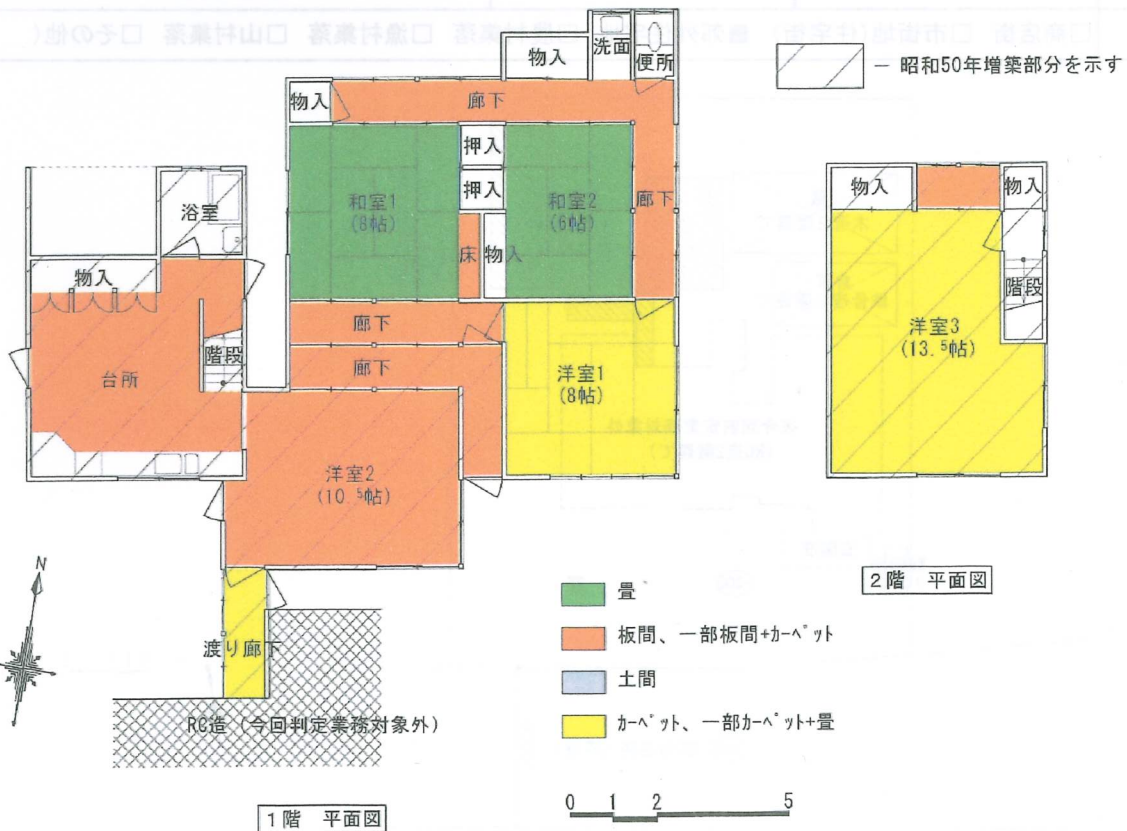 ― 昭和50年増築部分を示す
洗面
便所
物入
物入
廊下
押入
押入
和室1
(8帖)
和室2
(6帖)
廊下
床
物入
浴室
物入
廊下
階段
廊下
台所
洋室1
(8帖)
洋室2
(10.5帖)
渡り廊下
RC造 (今回判定業務対象外)
1階 平面図
物入
物入
階段
洋室3
(13.5帖)
2階 平面図
N
畳
板間、一部板間+カーペット
土間
カーペット、一部カーペット+畳
0 1 2 5